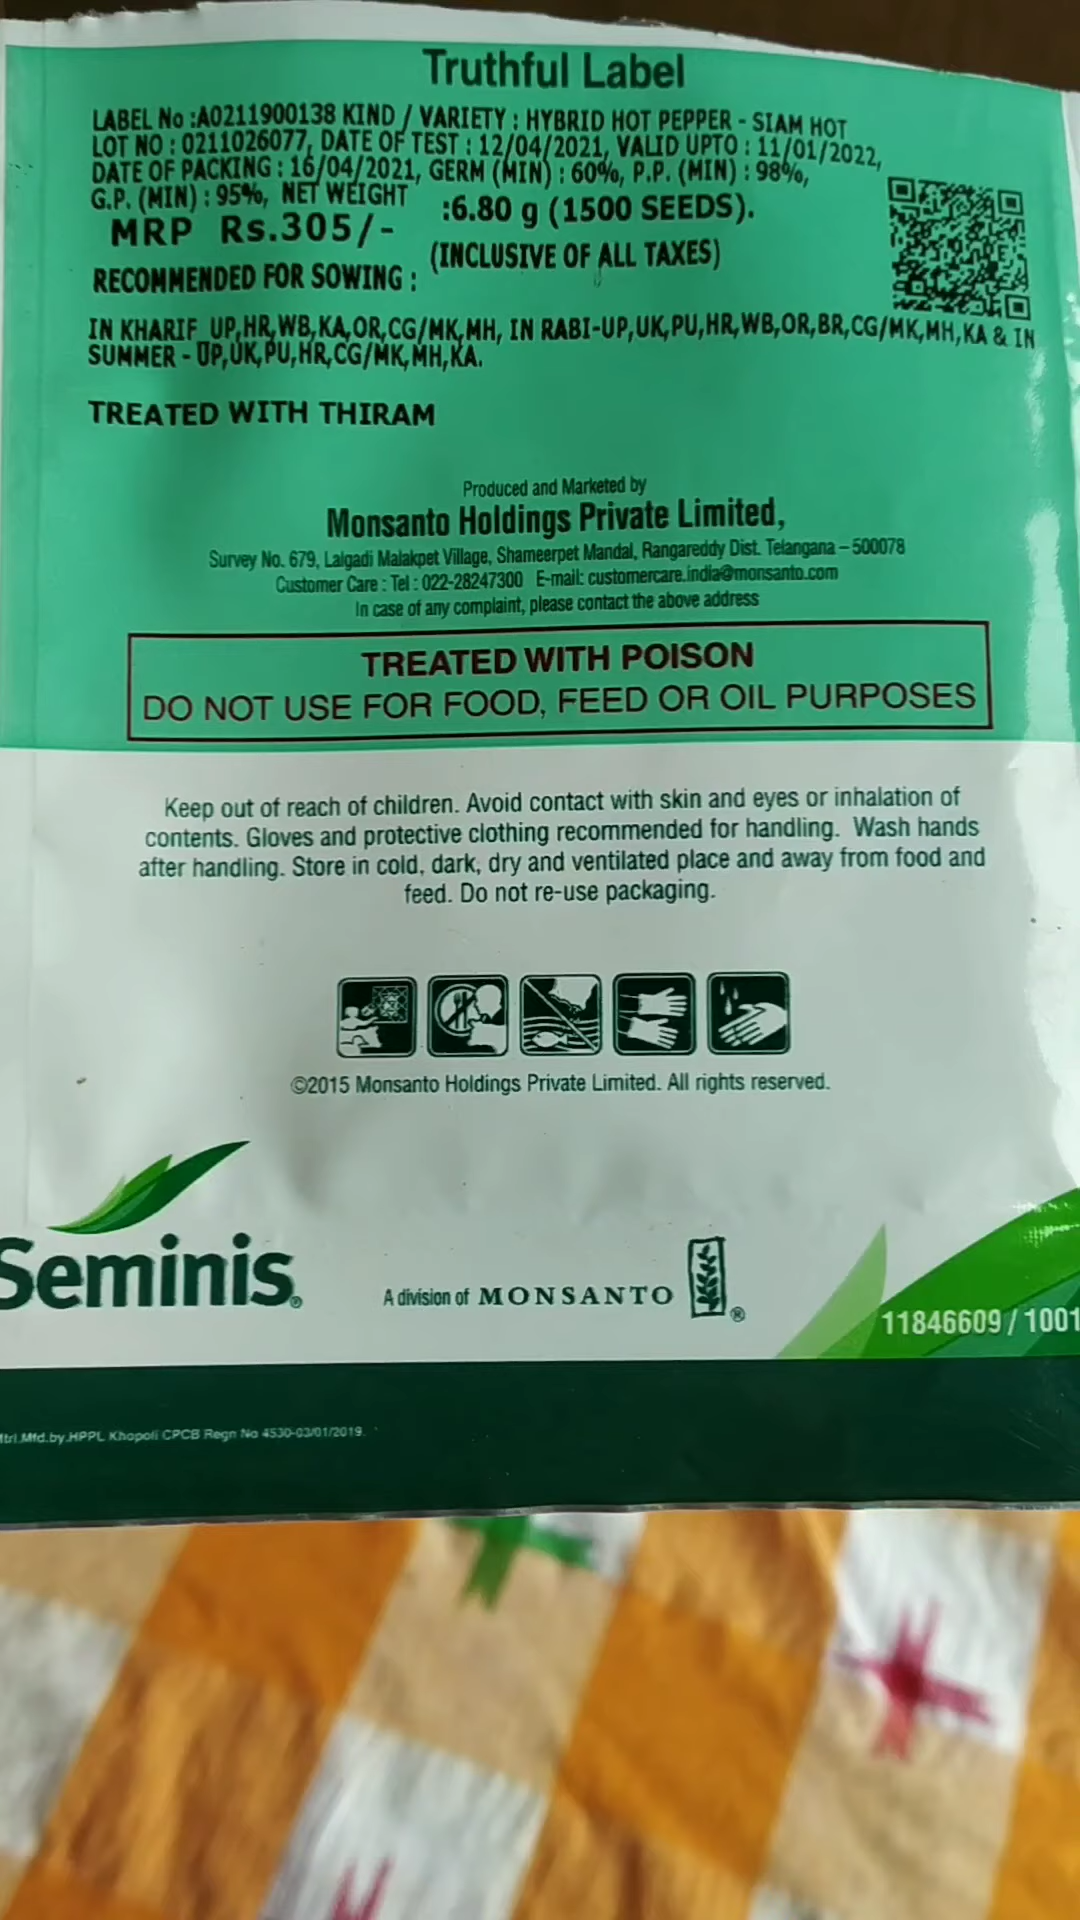 Truthful Label
LABEL No :A0211900138 KIND / VARIETY : HYBRID HOT PEPPER - SIAM HOT
LOT NO : 0211026077, DATE OF TEST : 12/04/2021, VALID UPTO : 11/01/2022,
DATE OF PACKING : 16/04/2021, GERM (MIN) : 60%, P.P. (MIN) : 98%,
G.P. (MIN) : 95%, NET WEIGHT :6.80 g (1500 SEEDS).
MRP Rs.305/- (INCLUSIVE OF ALL TAXES)
RECOMMENDED FOR SOWING :
IN KHARIF UP,HR,WB,KA,OR,CG/MK,MH, IN RABI-UP,UK,PU,HR,WB,OR,BR,CG/MK,MH,KA & IN
SUMMER - UP,UK,PU,HR,CG/MK,MH,KA.
TREATED WITH THIRAM
Produced and Marketed by
Monsanto Holdings Private Limited,
Survey No. 679, Lalgadi Malakpet Village, Shameerpet Mandal, Rangareddy Dist. Telangana – 500078
Customer Care : Tel : 022-28247300 E-mail: customercare.india@monsanto.com
In case of any complaint, please contact the above address
TREATED WITH POISON
DO NOT USE FOR FOOD, FEED OR OIL PURPOSES
Keep out of reach of children. Avoid contact with skin and eyes or inhalation of
contents. Gloves and protective clothing recommended for handling. Wash hands
after handling. Store in cold, dark, dry and ventilated place and away from food and
feed. Do not re-use packaging.
©2015 Monsanto Holdings Private Limited. All rights reserved.
Seminis®
A division of MONSANTO ®
11846609 / 1001
Mtrl.Mfd.by.HPPL Khopoli CPCB Regn No 4530-03/01/2019.